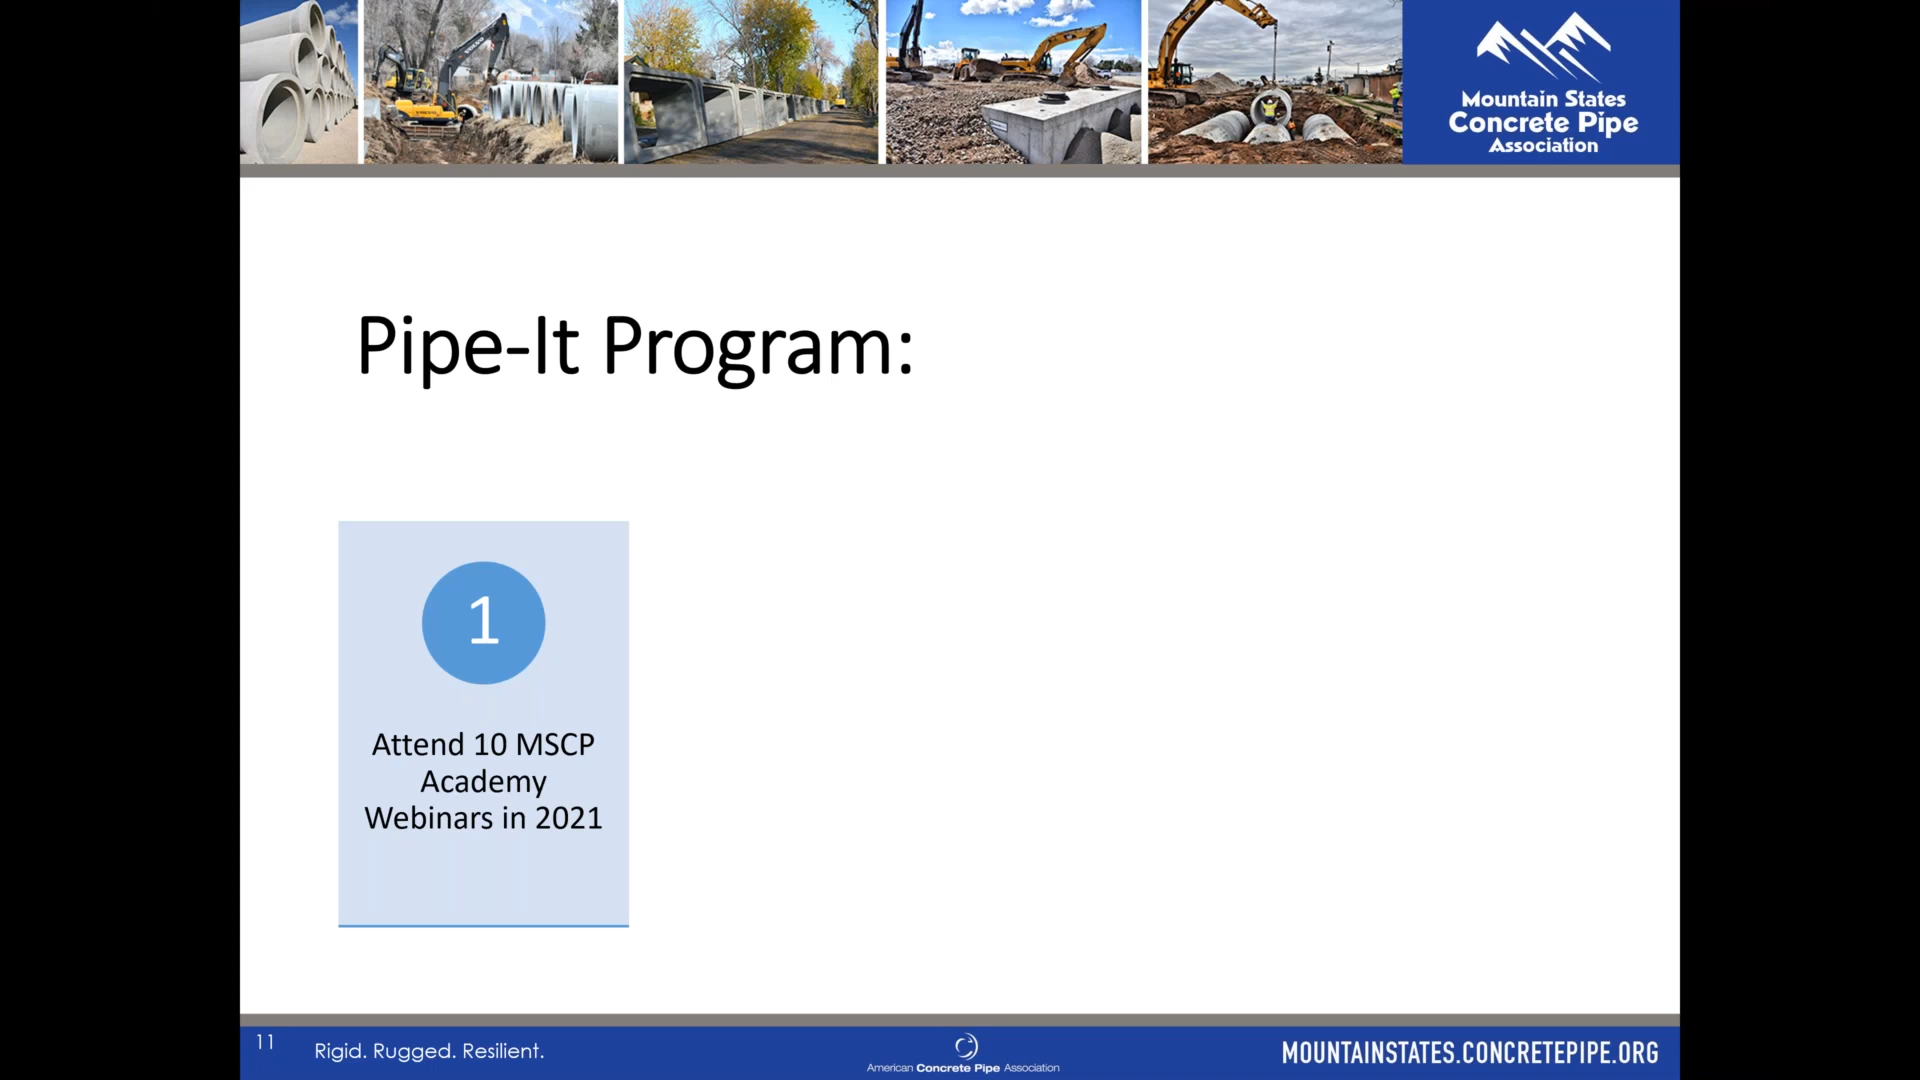 Mountain States
Concrete Pipe
Association
Pipe-It Program:
1
Attend 10 MSCP
Academy
Webinars in 2021
11
Rigid. Rugged. Resilient.
American Concrete Pipe Association
MOUNTAINSTATES.CONCRETEPIPE.ORG